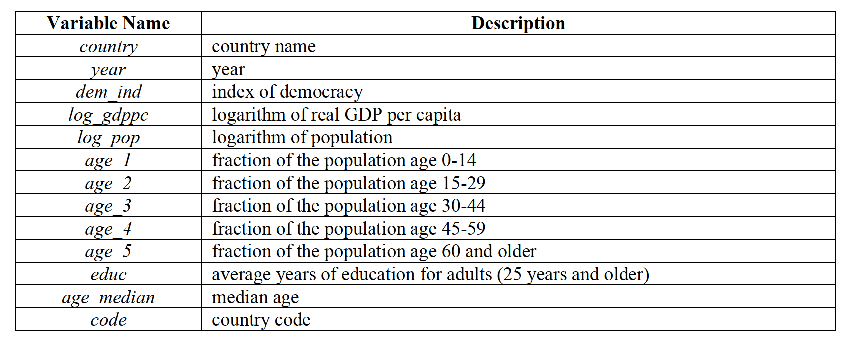 Variable Name Description
country country name
year year
dem_ind index of democracy
log_gdppc logarithm of real GDP per capita
log_pop logarithm of population
age_1 fraction of the population age 0-14
age_2 fraction of the population age 15-29
age_3 fraction of the population age 30-44
age_4 fraction of the population age 45-59
age_5 fraction of the population age 60 and older
educ average years of education for adults (25 years and older)
age_median median age
code country code